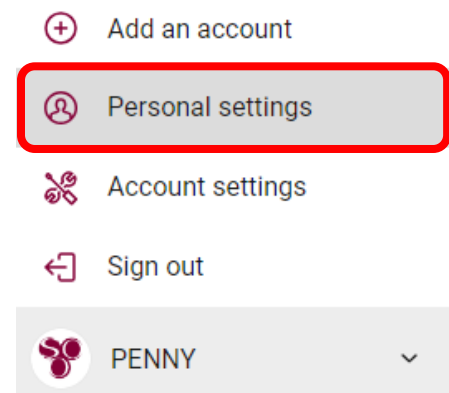 Add an account
Personal settings
Account settings
Sign out
PENNY